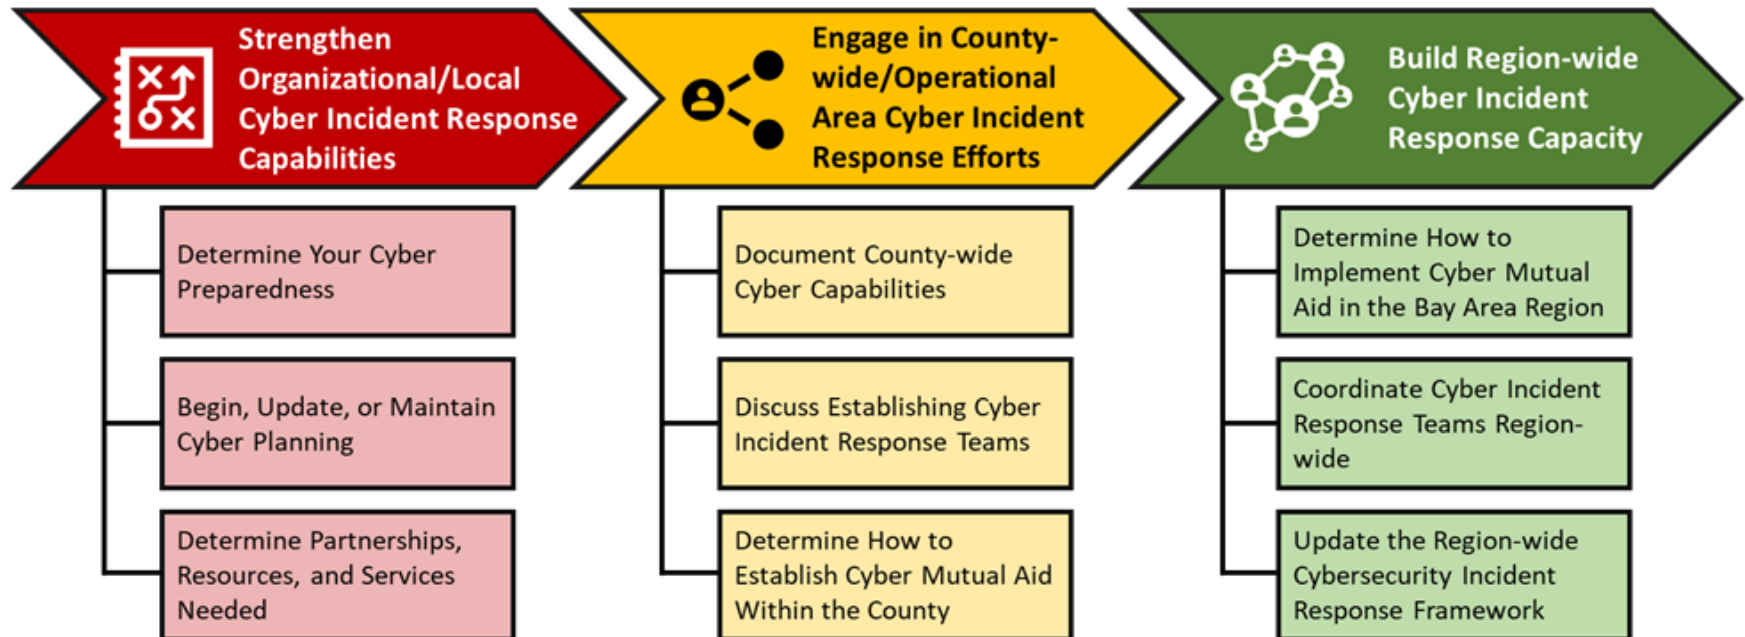 Strengthen
Organizational/Local
Cyber Incident Response
Capabilities
Determine Your Cyber
Preparedness
Begin, Update, or Maintain
Cyber Planning
Determine Partnerships,
Resources, and Services
Needed
Engage in County-
wide/Operational
Area Cyber Incident
Response Efforts
Document County-wide
Cyber Capabilities
Discuss Establishing Cyber
Incident Response Teams
Determine How to
Establish Cyber Mutual Aid
Within the County
Build Region-wide
Cyber Incident
Response Capacity
Determine How to
Implement Cyber Mutual
Aid in the Bay Area Region
Coordinate Cyber Incident
Response Teams Region-
wide
Update the Region-wide
Cybersecurity Incident
Response Framework